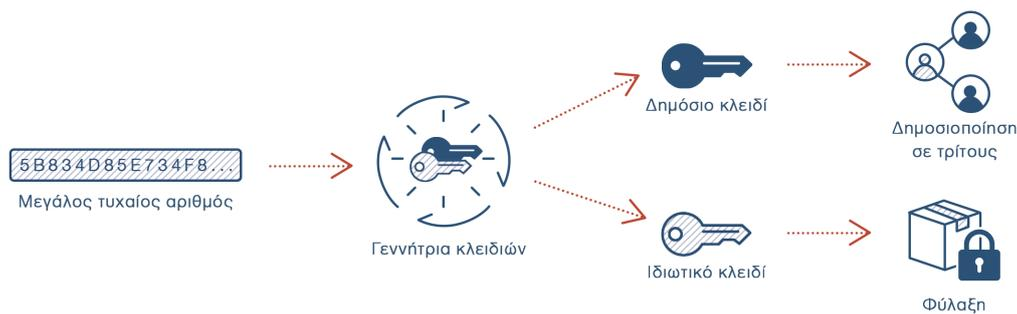 5B834D85E734F8...
Μεγάλος τυχαίος αριθμός
Γεννήτρια κλειδιών
Δημόσιο κλειδί
Δημοσιοποίηση
σε τρίτους
Ιδιωτικό κλειδί
Φύλαξη